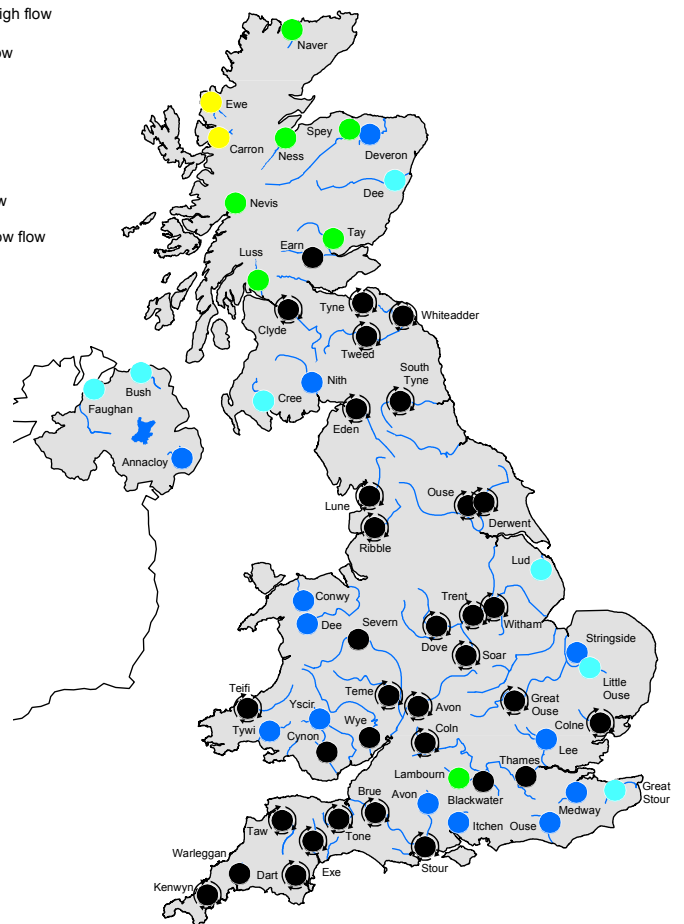 igh flow
ow
w
ow flow
Naver
Ewe
Spey
Carron
Ness
Deveron
Dee
Nevis
Tay
Earn
Luss
Tyne
Whiteadder
Clyde
Tweed
South
Tyne
Nith
Bush
Cree
Faughan
Eden
Annacloy
Ouse
Lune
Derwent
Ribble
Lud
Conwy
Trent
Dee
Severn
Witham
Stringside
Dove
Soar
Little
Ouse
Teifi
Teme
Great
Ouse
Yscir
Avon
Colne
Tywi
Wye
Coln
Cynon
Lee
Thames
Lambourn
Great
Stour
Brue
Avon
Blackwater
Medway
Taw
Tone
Itchen
Ouse
Stour
Warleggan
Dart
Exe
Kenwyn